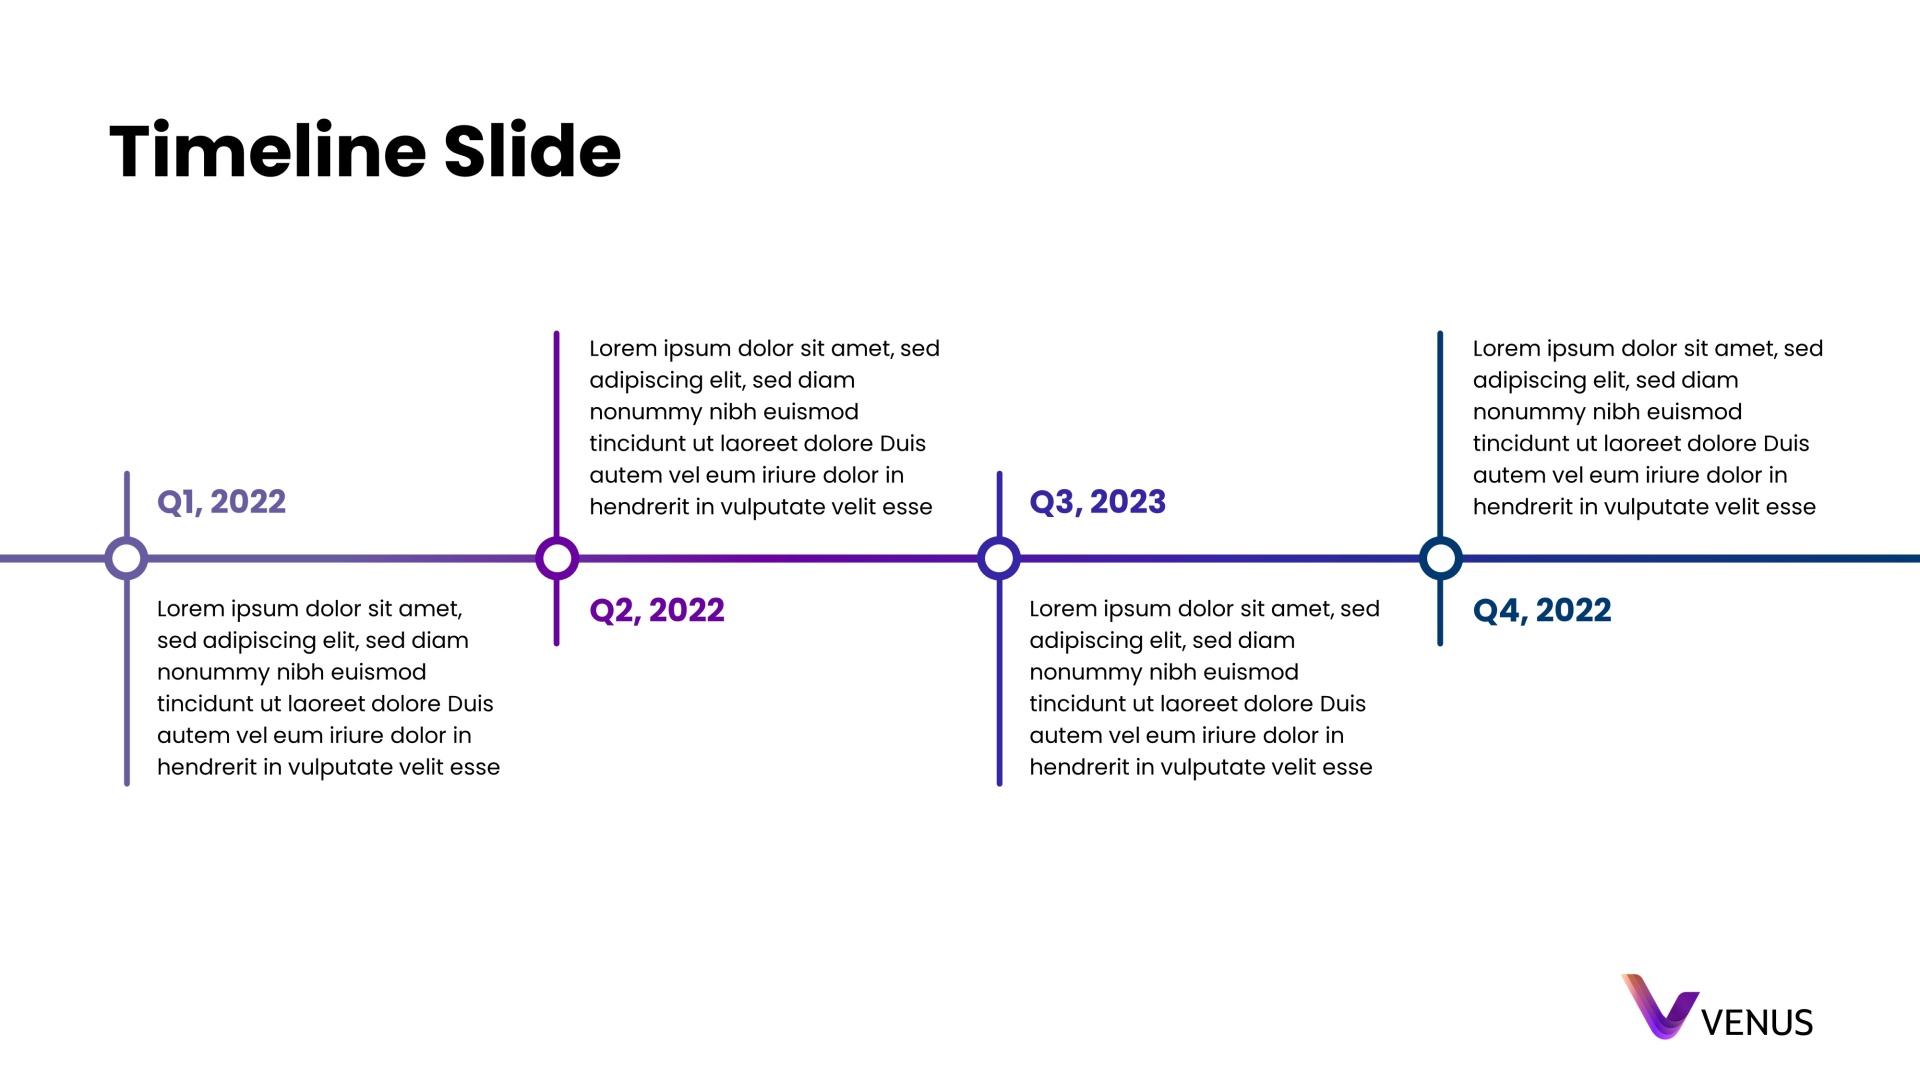 Timeline Slide
Q1, 2022
Lorem ipsum dolor sit amet,
sed adipiscing elit, sed diam
nonummy nibh euismod
tincidunt ut laoreet dolore Duis
autem vel eum iriure dolor in
hendrerit in vulputate velit esse
Lorem ipsum dolor sit amet, sed
adipiscing elit, sed diam
nonummy nibh euismod
tincidunt ut laoreet dolore Duis
autem vel eum iriure dolor in
hendrerit in vulputate velit esse
Q2, 2022
Q3, 2023
Lorem ipsum dolor sit amet, sed
adipiscing elit, sed diam
nonummy nibh euismod
tincidunt ut laoreet dolore Duis
autem vel eum iriure dolor in
hendrerit in vulputate velit esse
Lorem ipsum dolor sit amet, sed
adipiscing elit, sed diam
nonummy nibh euismod
tincidunt ut laoreet dolore Duis
autem vel eum iriure dolor in
hendrerit in vulputate velit esse
Q4, 2022
VENUS